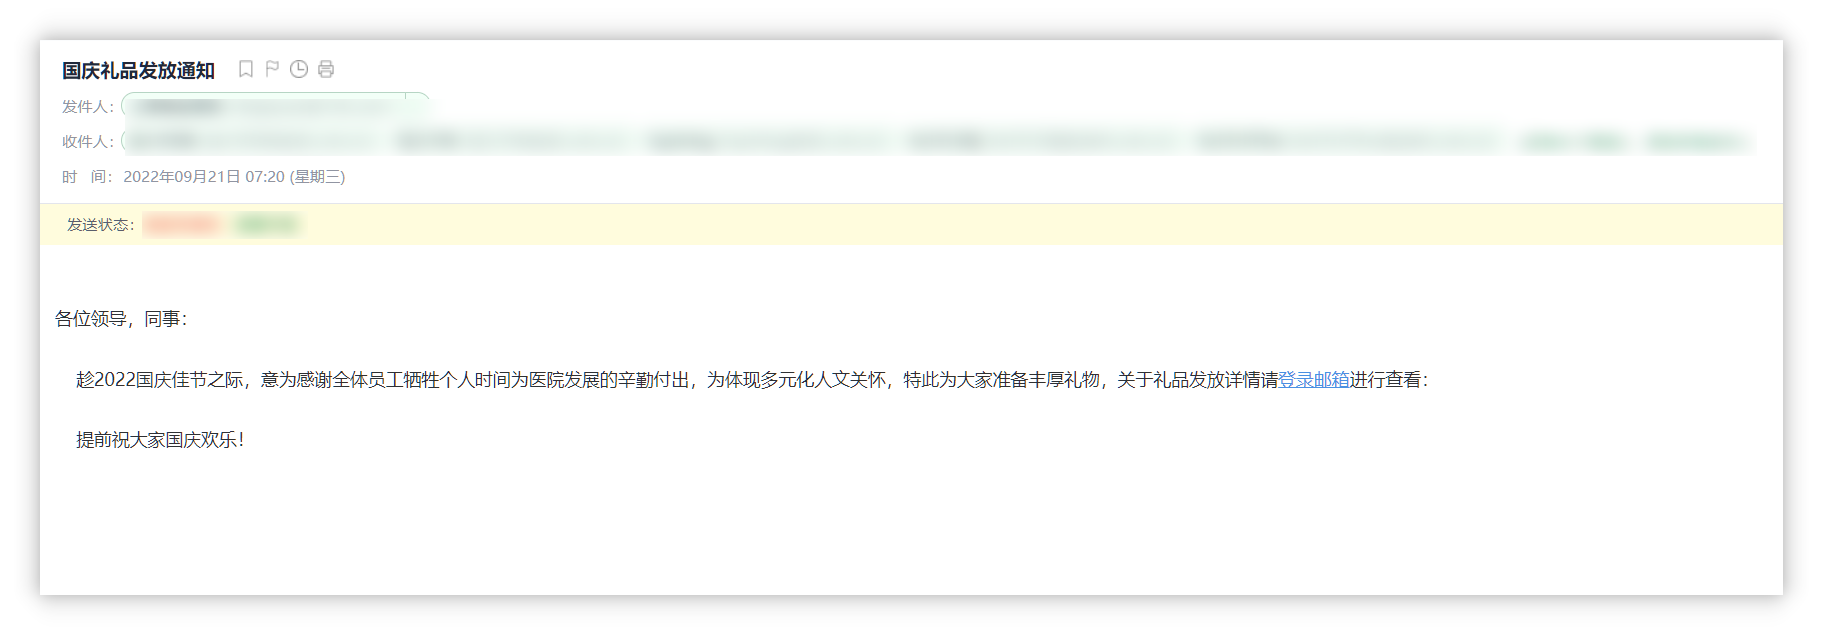 国庆礼品发放通知
发件人：
收件人：
时 间： 2022年09月21日 07:20 (星期三)
发送状态：
各位领导，同事：
趁2022国庆佳节之际，意为感谢全体员工牺牲个人时间为医院发展的辛勤付出，为体现多元化人文关怀，特此为大家准备丰厚礼物，关于礼品发放详情请登录邮箱进行查看：
提前祝大家国庆欢乐！